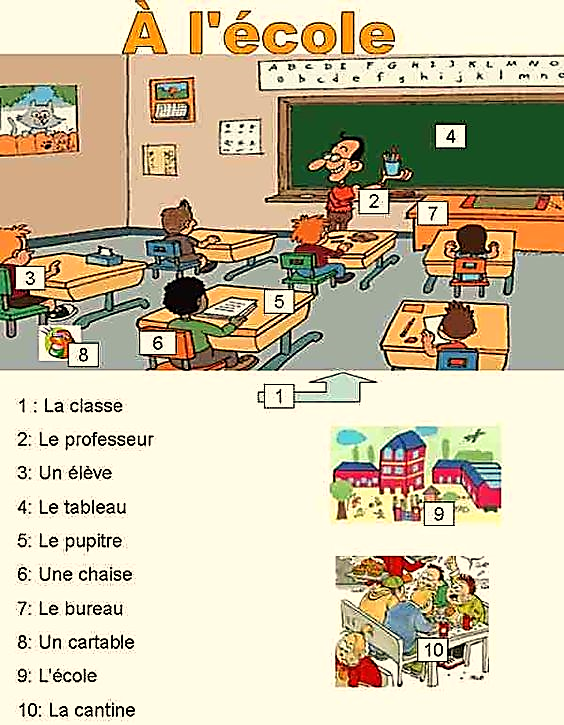 À l'école
A B C D E F G H I J K L M N O
a b c d e f g h i j k l m n o
4
2
7
3
5
6
8
1
1 : La classe
2: Le professeur
3: Un élève
4: Le tableau
5: Le pupitre
6: Une chaise
7: Le bureau
8: Un cartable
9: L'école
10: La cantine
9
10